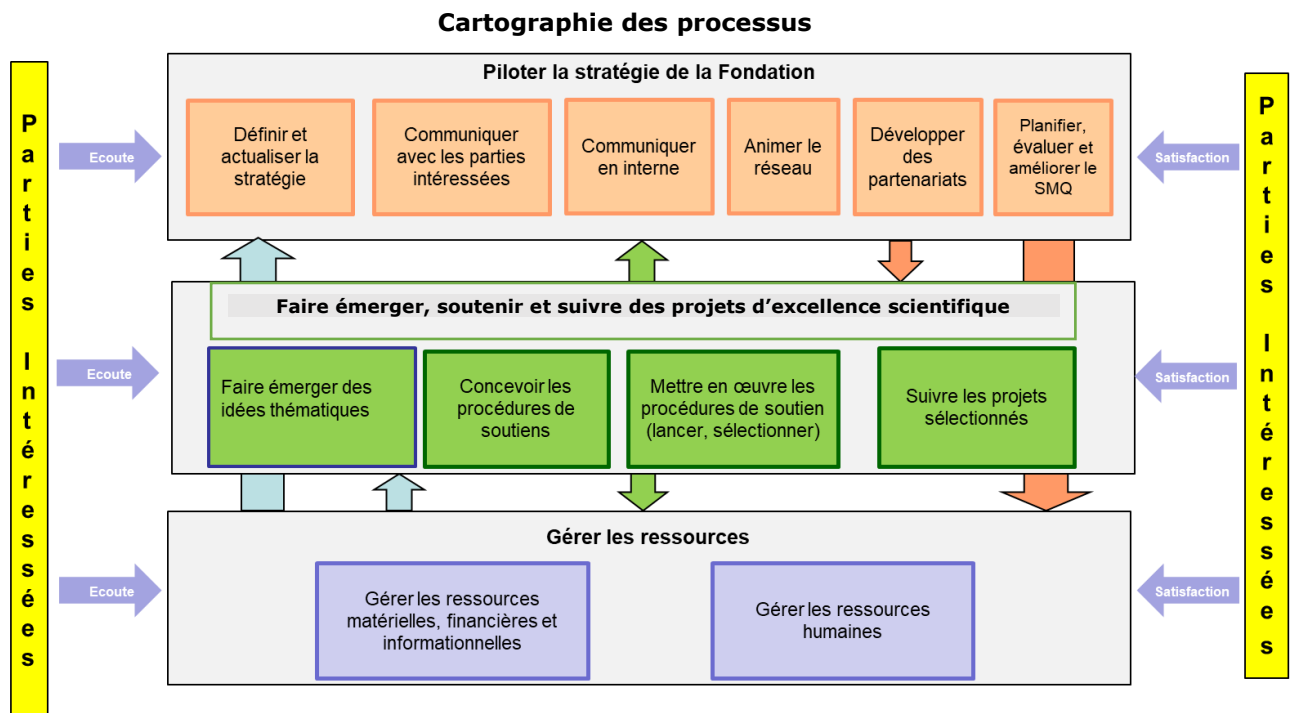 Cartographie des processus
Parties Intéressées
Piloter la stratégie de la Fondation
Ecoute
Définir et
actualiser la
stratégie
Communiquer
avec les parties
intéressées
Communiquer
en interne
Animer le
réseau
Développer
des
partenariats
Planifier,
évaluer et
améliorer le
SMQ
Satisfaction
Parties Intéressées
Faire émerger, soutenir et suivre des projets d’excellence scientifique
Ecoute
Faire émerger des
idées thématiques
Concevoir les
procédures de
soutiens
Mettre en œuvre les
procédures de soutien
(lancer, sélectionner)
Suivre les projets
sélectionnés
Satisfaction
Gérer les ressources
Ecoute
Gérer les ressources
matérielles, financières et
informationnelles
Gérer les ressources
humaines
Satisfaction